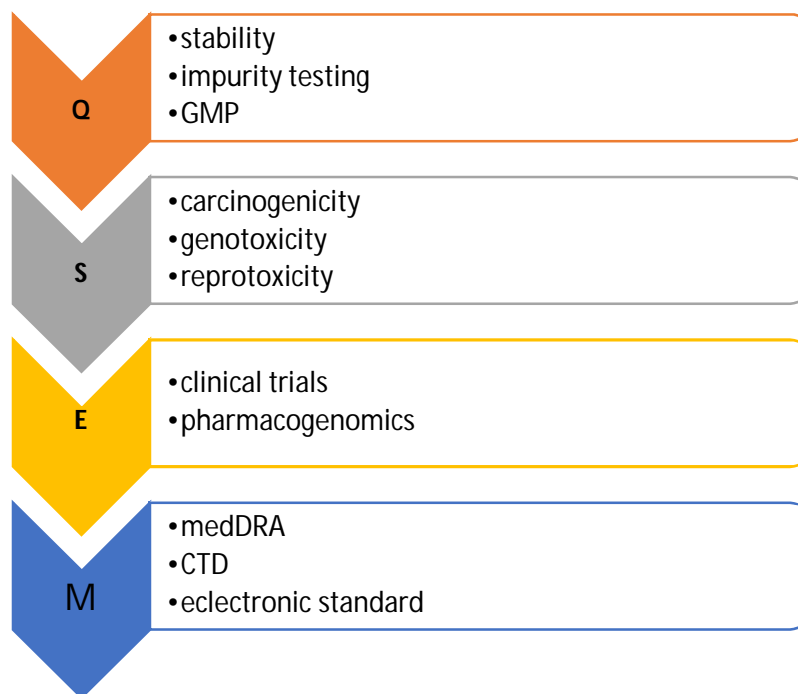 Q
•stability
•impurity testing
•GMP
S
•carcinogenicity
•genotoxicity
•reprotoxicity
E
•clinical trials
•pharmacogenomics
M
•medDRA
•CTD
•eclectronic standard